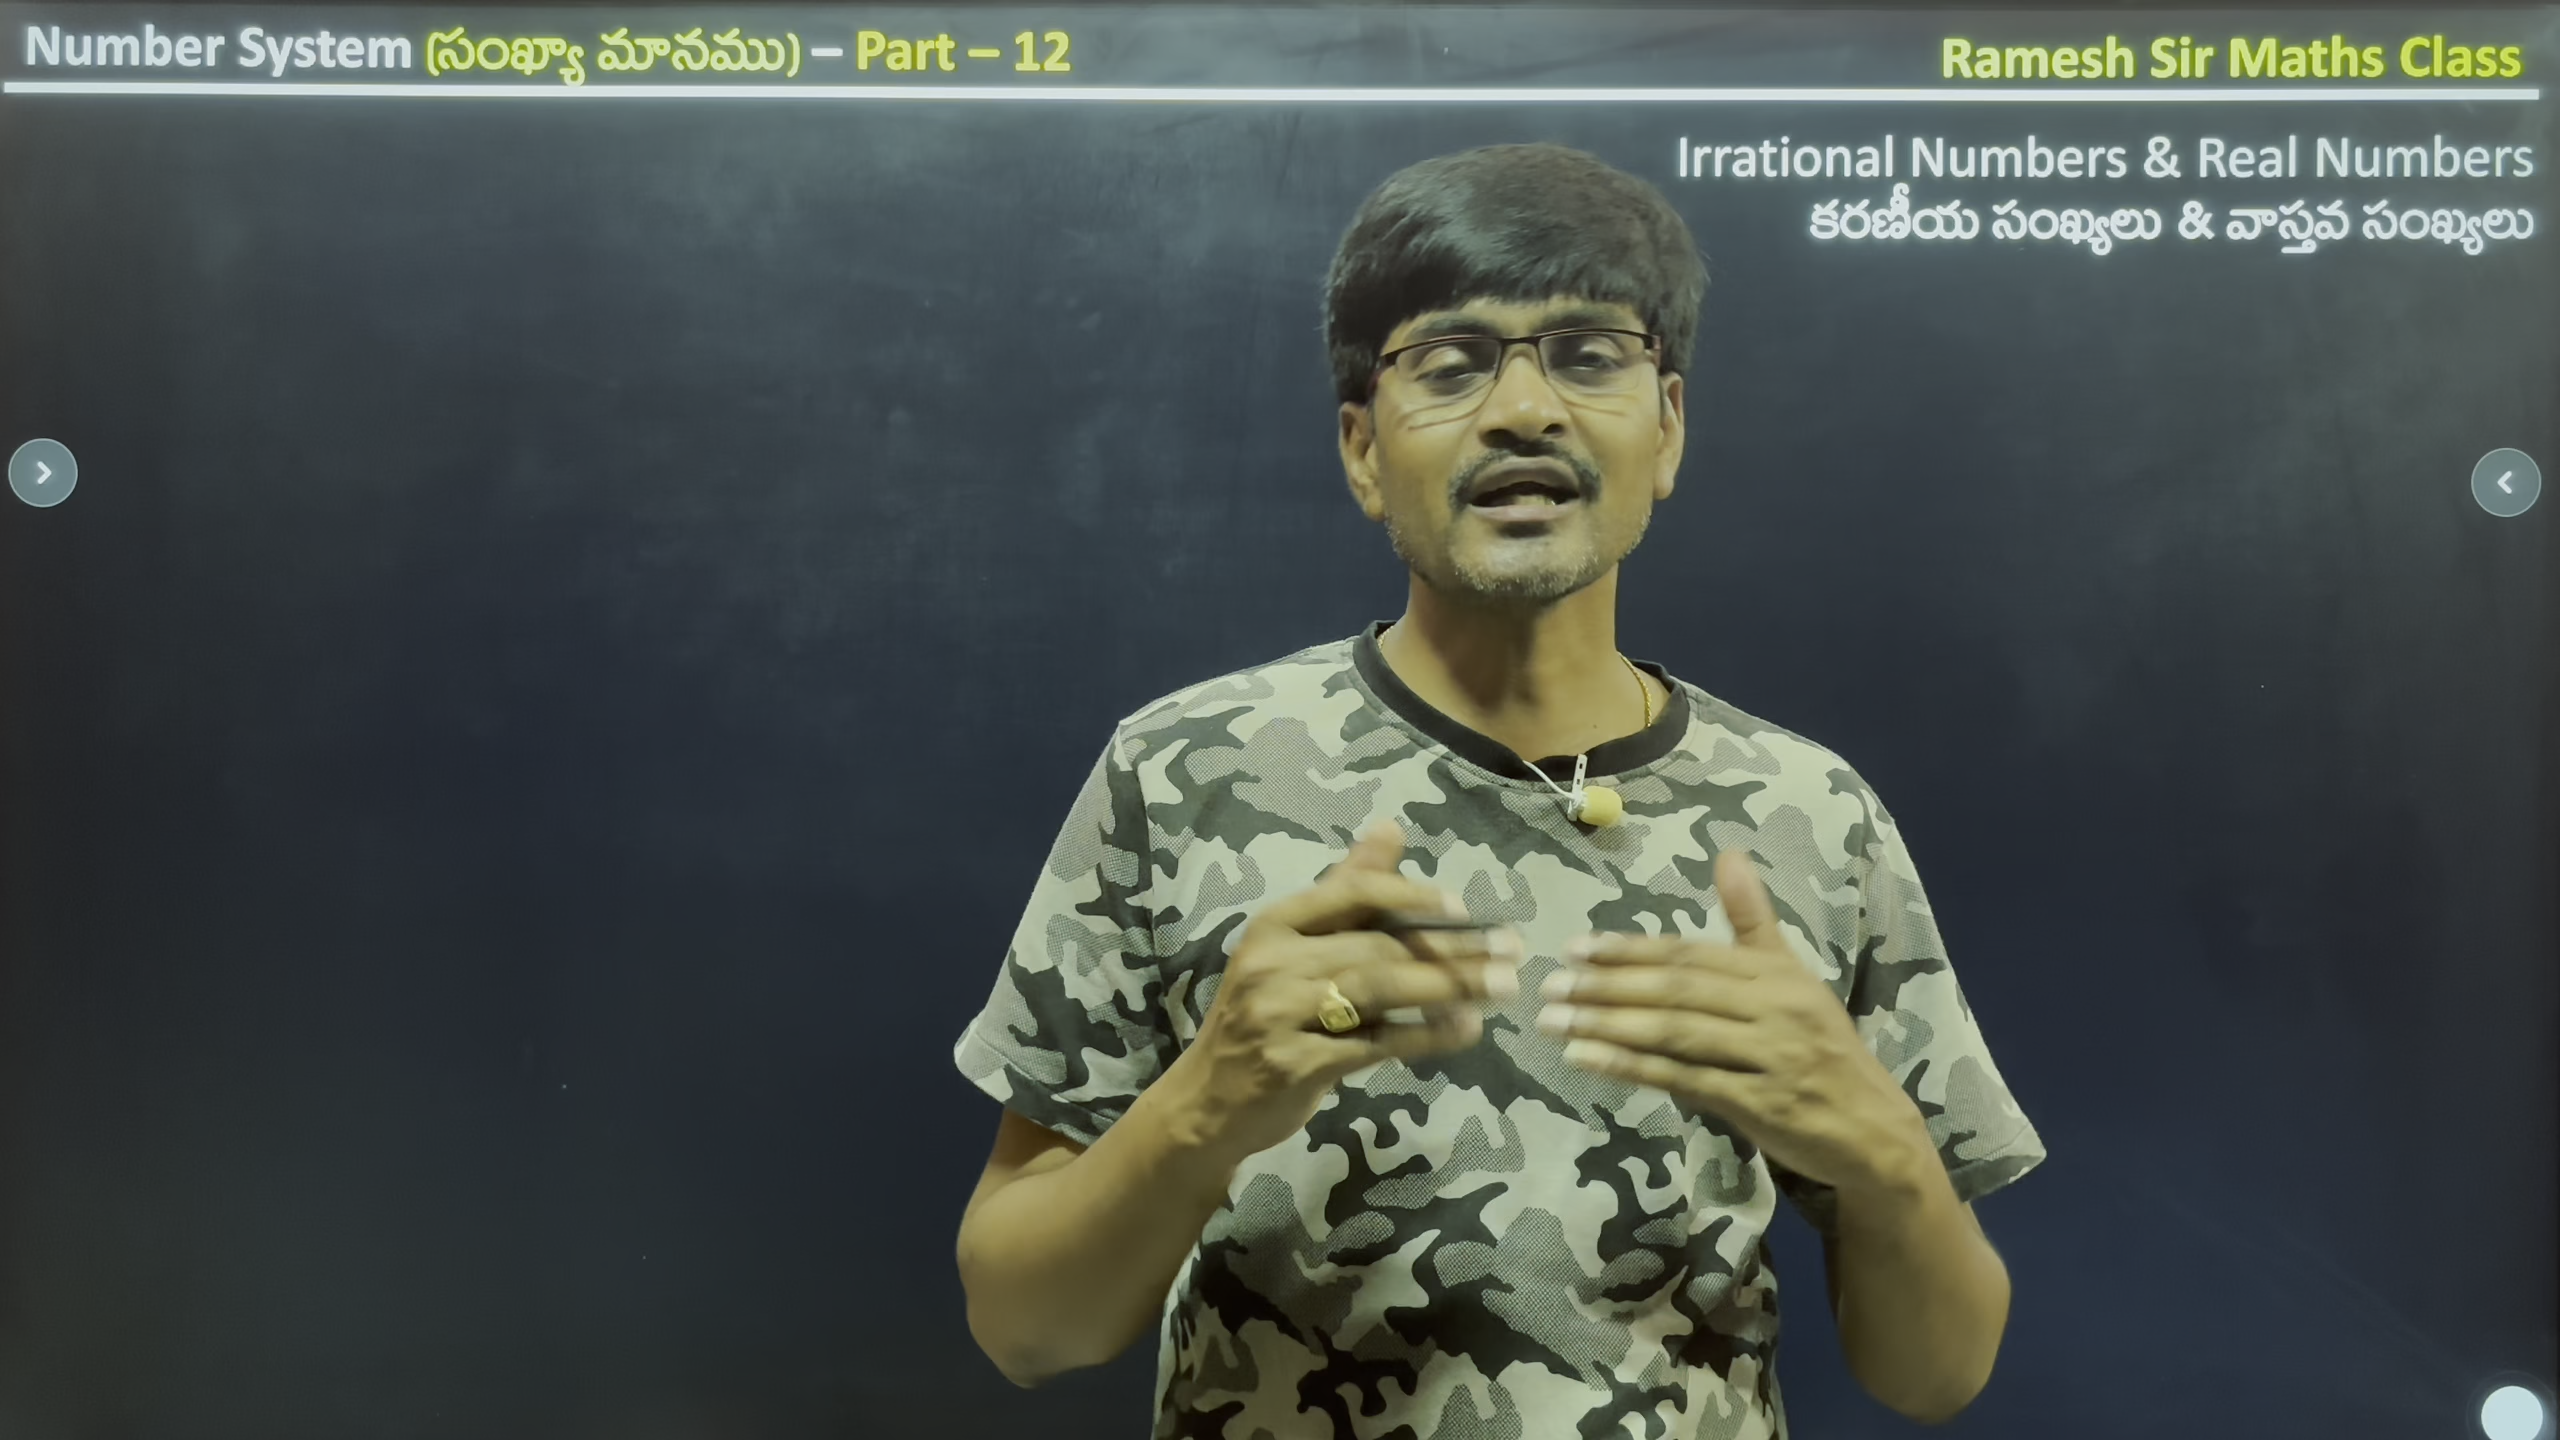 Number System (సంఖ్యా మానము) – Part – 12
Ramesh Sir Maths Class
Irrational Numbers & Real Numbers
కరణీయ సంఖ్యలు & వాస్తవ సంఖ్యలు